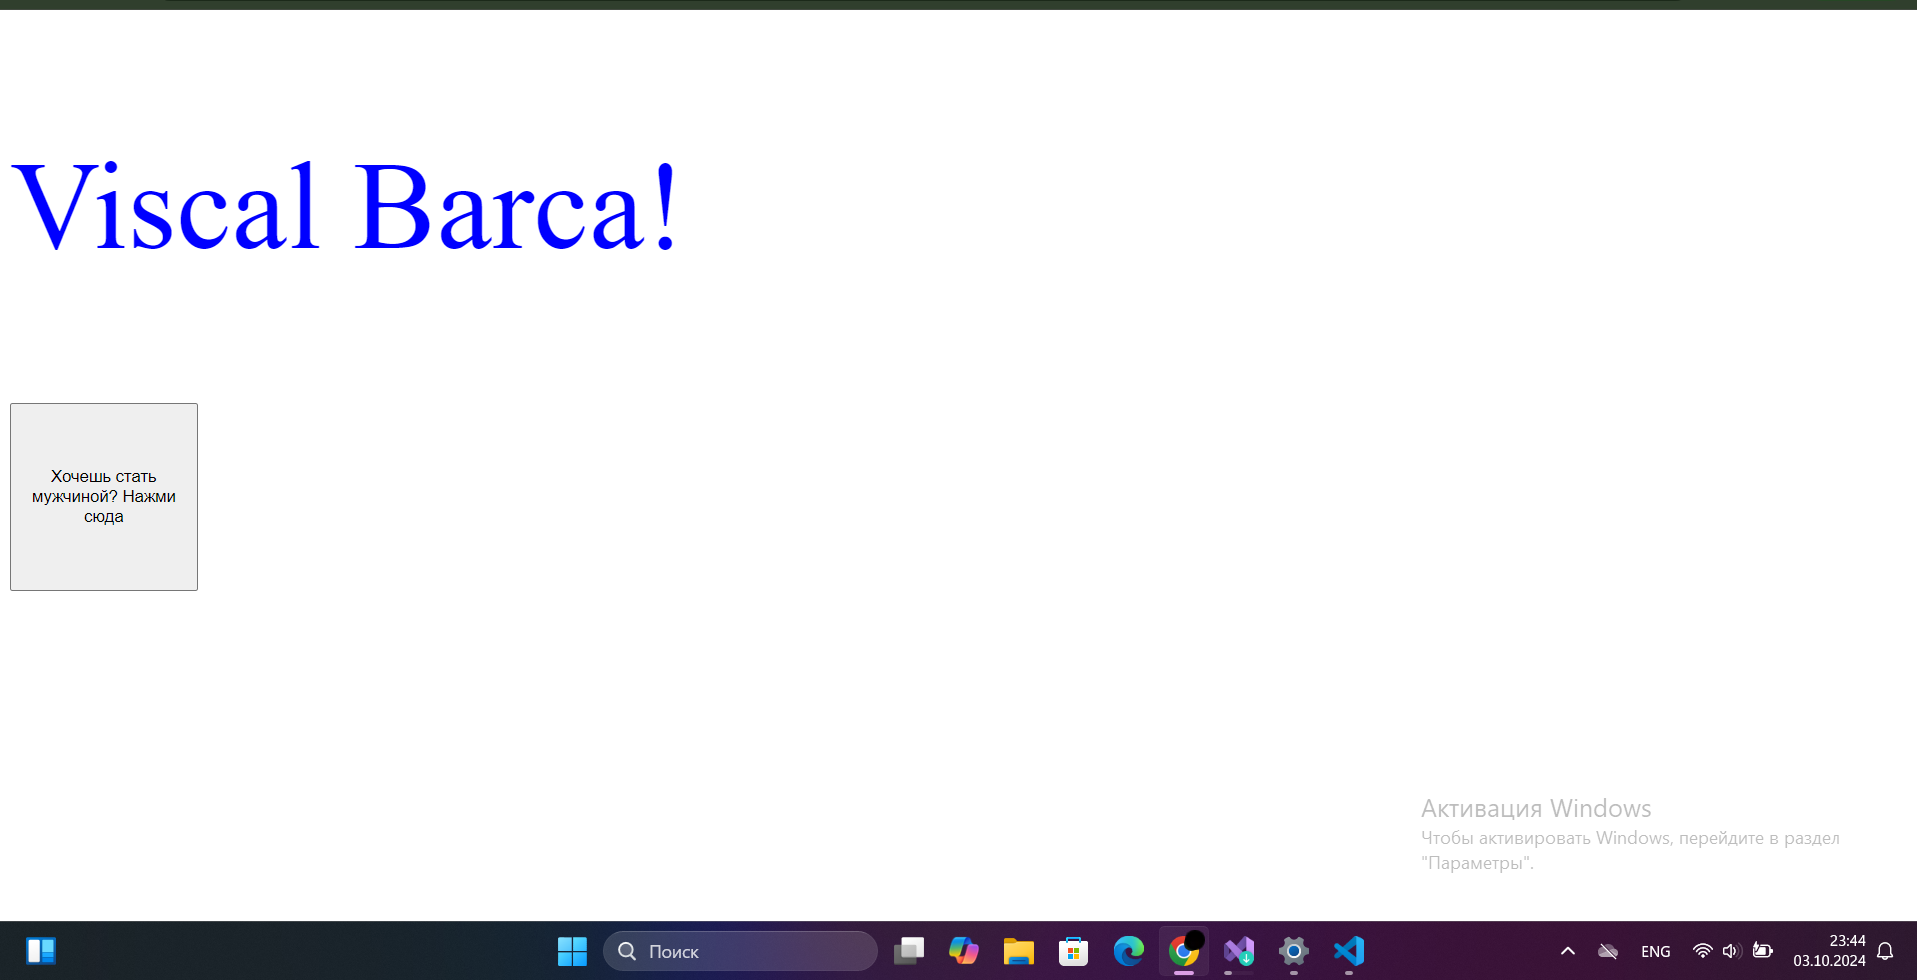 Viscal Barca!
Хочешь стать
мужчиной? Нажми
сюда
Активация Windows
Чтобы активировать Windows, перейдите в раздел
"Параметры".
Поиск
ENG
23:44
03.10.2024